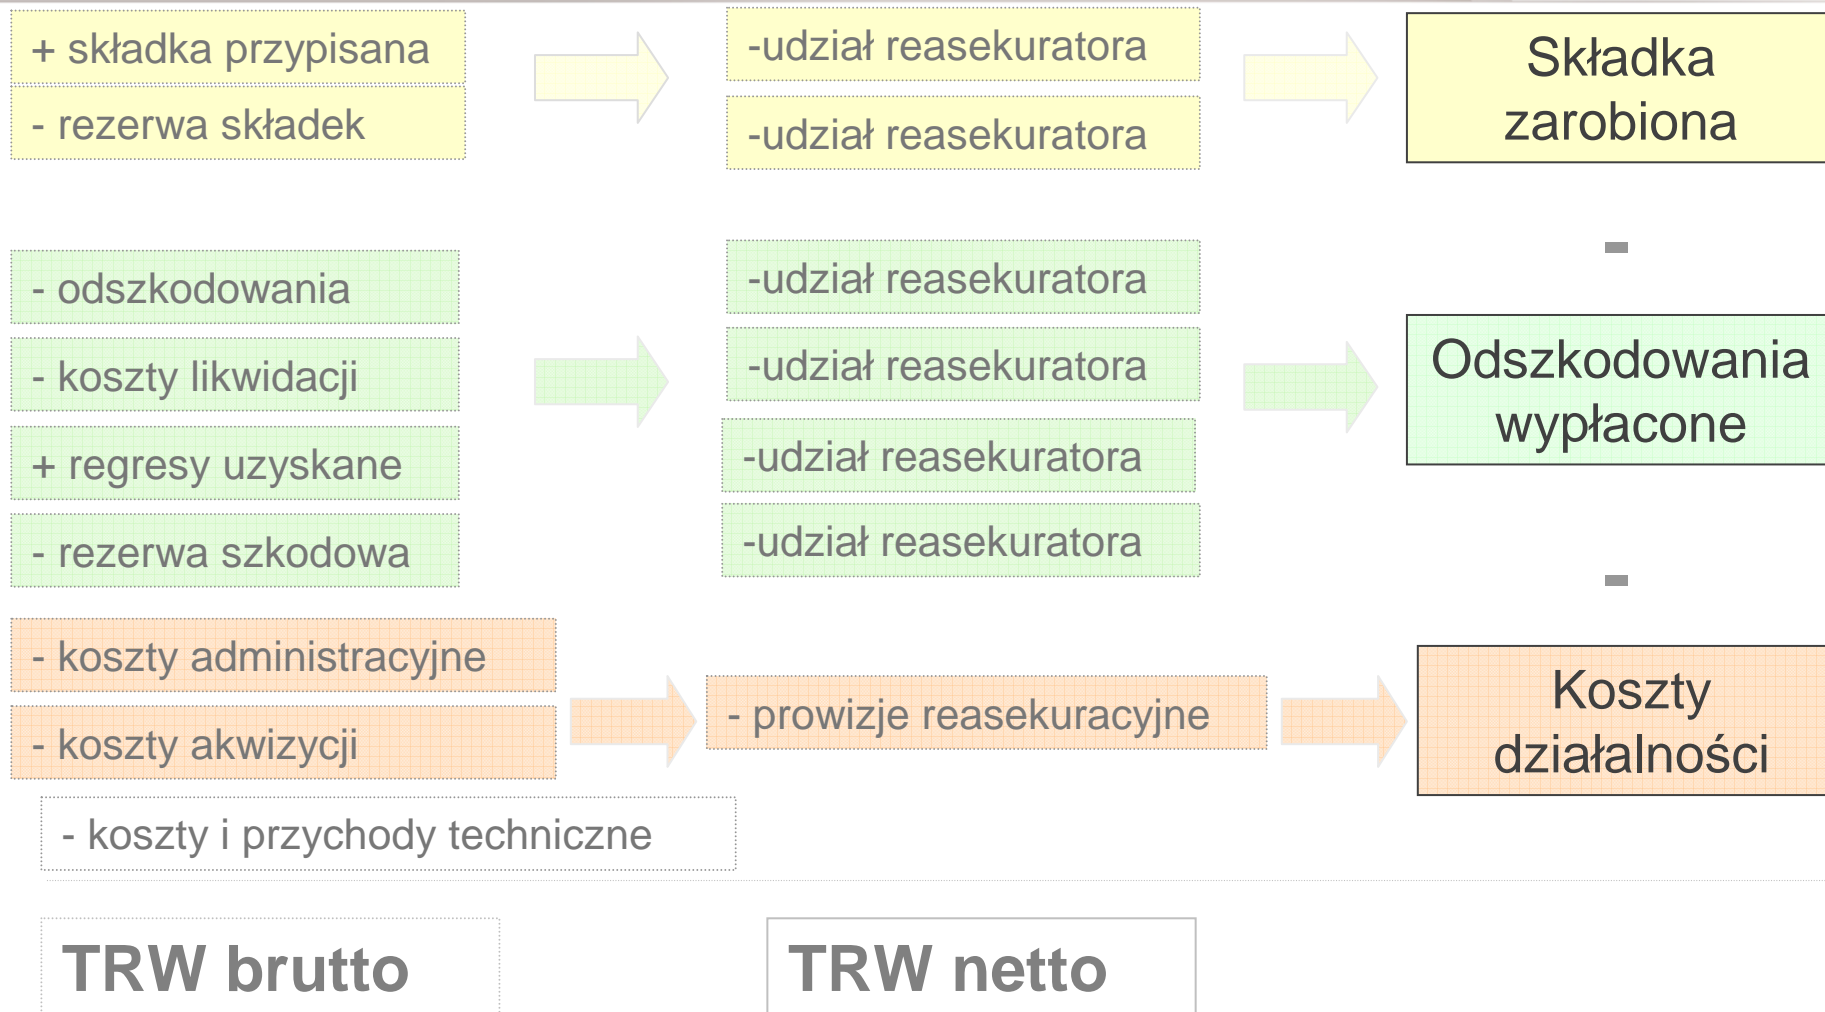 + składka przypisana
- rezerwa składek
-udział reasekuratora
-udział reasekuratora
Składka
zarobiona
-
- odszkodowania
- koszty likwidacji
+ regresy uzyskane
- rezerwa szkodowa
-udział reasekuratora
-udział reasekuratora
-udział reasekuratora
-udział reasekuratora
Odszkodowania
wypłacone
-
- koszty administracyjne
- koszty akwizycji
- prowizje reasekuracyjne
Koszty
działalności
- koszty i przychody techniczne
TRW brutto
TRW netto